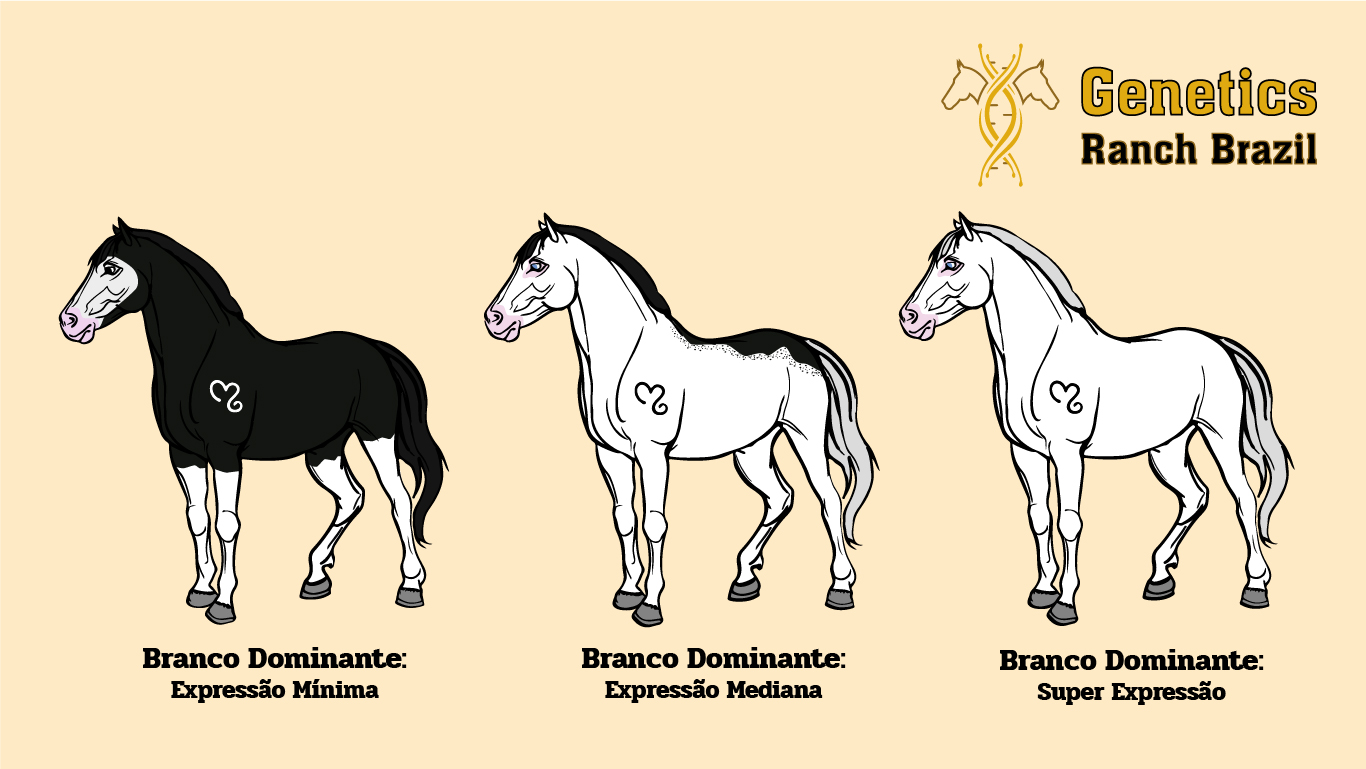 Genetics
Ranch Brazil
Branco Dominante:
Expressão Mínima
Branco Dominante:
Expressão Mediana
Branco Dominante:
Super Expressão